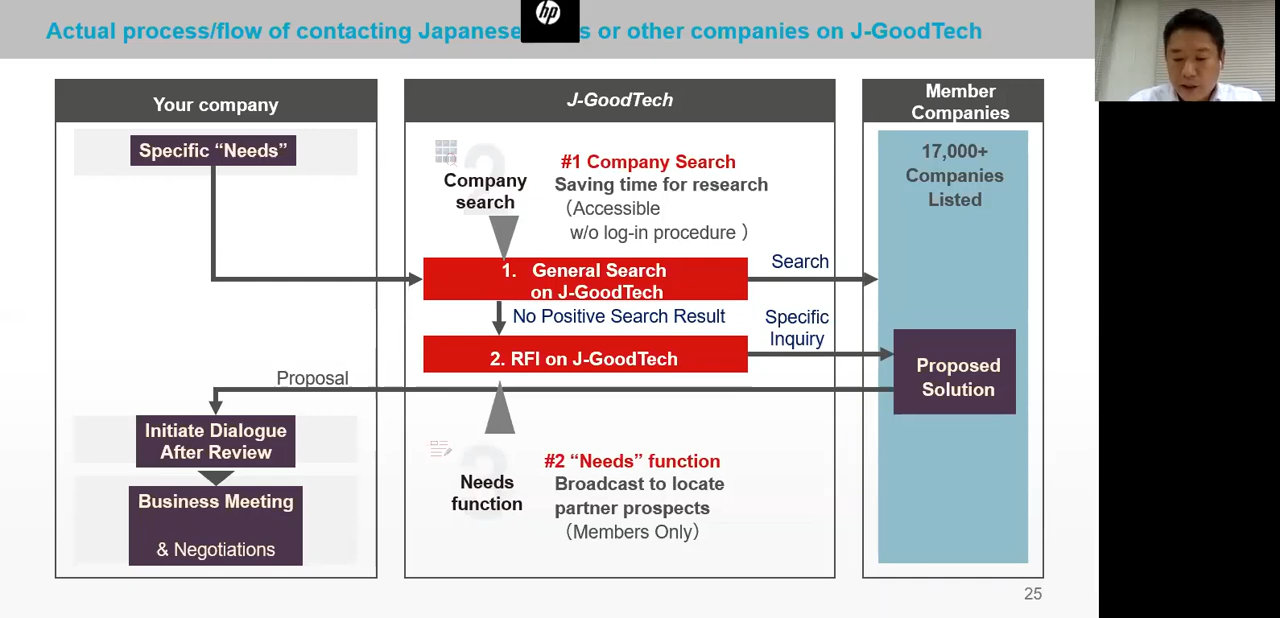 Actual process/flow of contacting Japanese s or other companies on J-GoodTech
hp
Your company
Specific “Needs”
Initiate Dialogue
After Review
Business Meeting
& Negotiations
J-GoodTech
Company
search
#1 Company Search
Saving time for research
（Accessible
w/o log-in procedure ）
1. General Search
on J-GoodTech
No Positive Search Result
2. RFI on J-GoodTech
Search
Specific
Inquiry
Proposal
Needs
function
#2 “Needs” function
Broadcast to locate
partner prospects
（Members Only）
Member
Companies
17,000+
Companies
Listed
Proposed
Solution
25